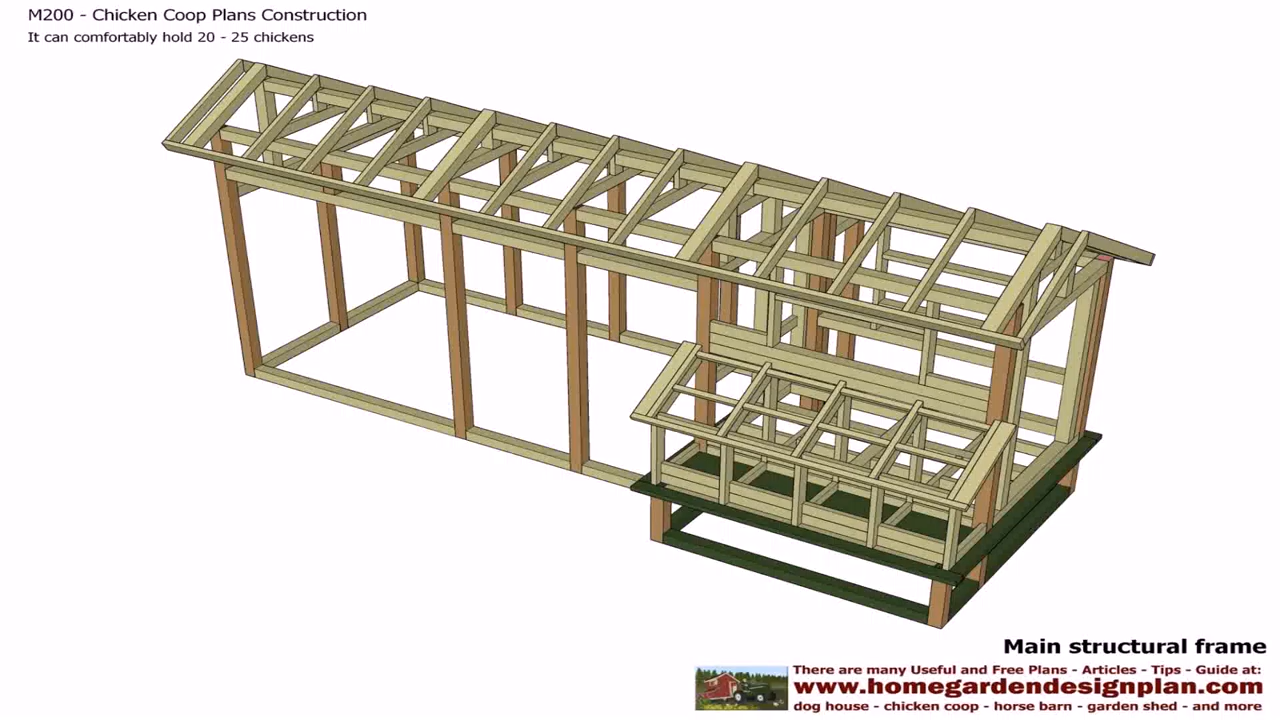 M200 - Chicken Coop Plans Construction
It can comfortably hold 20 - 25 chickens
Main structural frame
There are many Useful and Free Plans - Articles - Tips - Guide at:
www.homegardendesignplan.com
dog house - chicken coop - horse barn - garden shed - and more